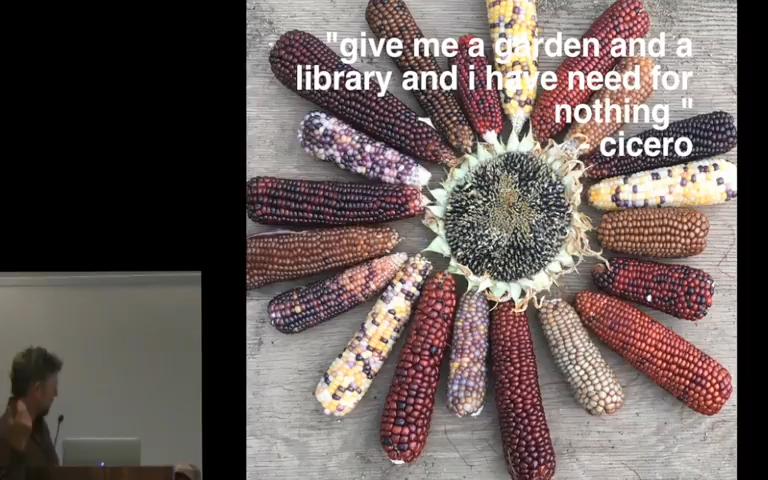 "give me a garden and a
library and i have need for
nothing "
cicero